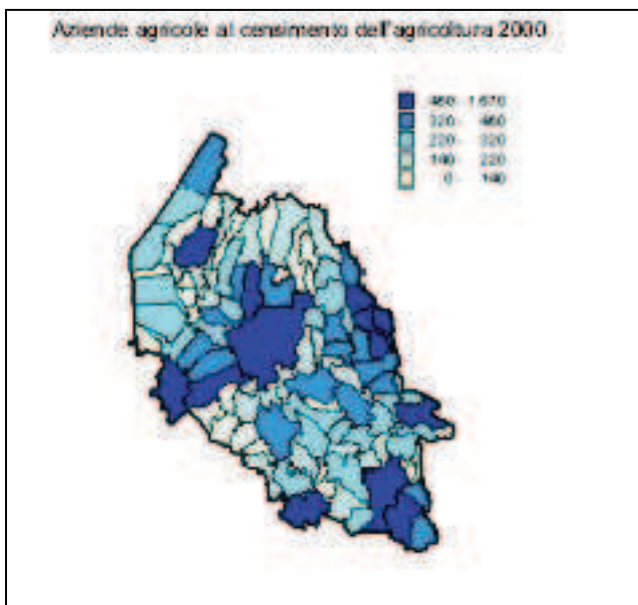 Aziende agricole al censimento dell'agricoltura 2000
460 - 1.670
320 - 460
220 - 320
140 - 220
0 - 140